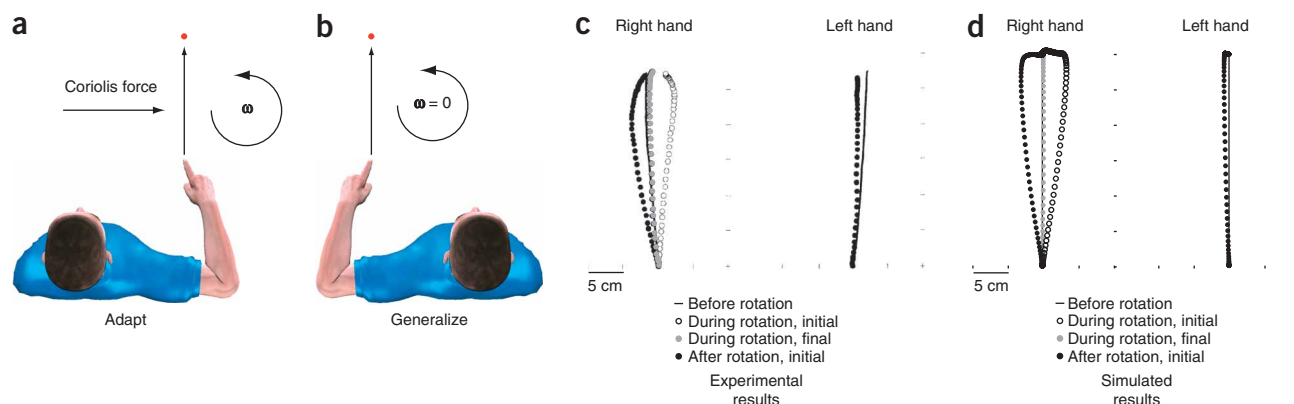 a
Coriolis force
ω
Adapt
b
ω = 0
Generalize
c
Right hand
Left hand
5 cm
Before rotation
During rotation, initial
During rotation, final
After rotation, initial
Experimental
results
d
Right hand
Left hand
5 cm
Before rotation
During rotation, initial
During rotation, final
After rotation, initial
Simulated
results